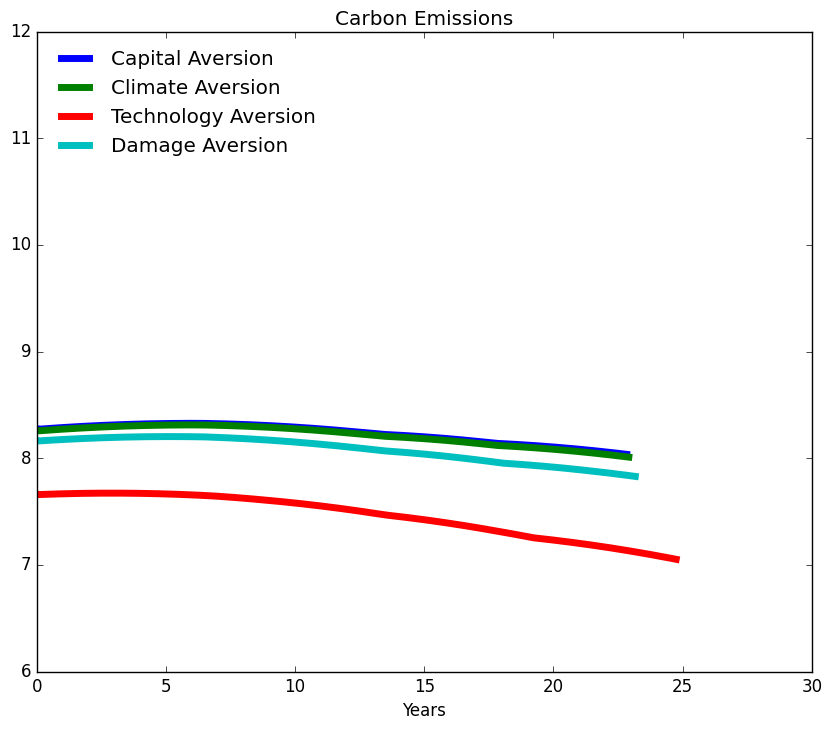 Carbon Emissions
12
11
10
9
8
7
6
Capital Aversion
Climate Aversion
Technology Aversion
Damage Aversion
0 5 10 15 20 25 30
Years